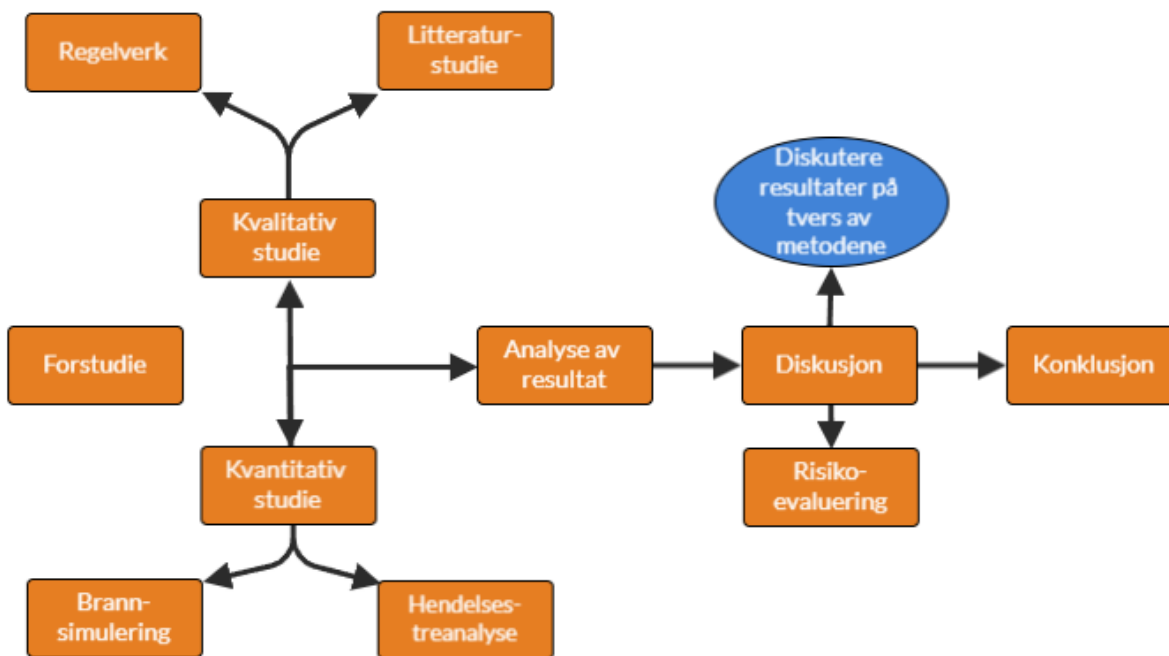 Regelverk
Litteratur-
studie
Kvalitativ
studie
Diskutere
resultater på
tvers av
metodene
Forstudie
Analyse av
resultat
Diskusjon
Konklusjon
Kvantitativ
studie
Risiko-
evaluering
Brann-
simulering
Hendelses-
treanalyse